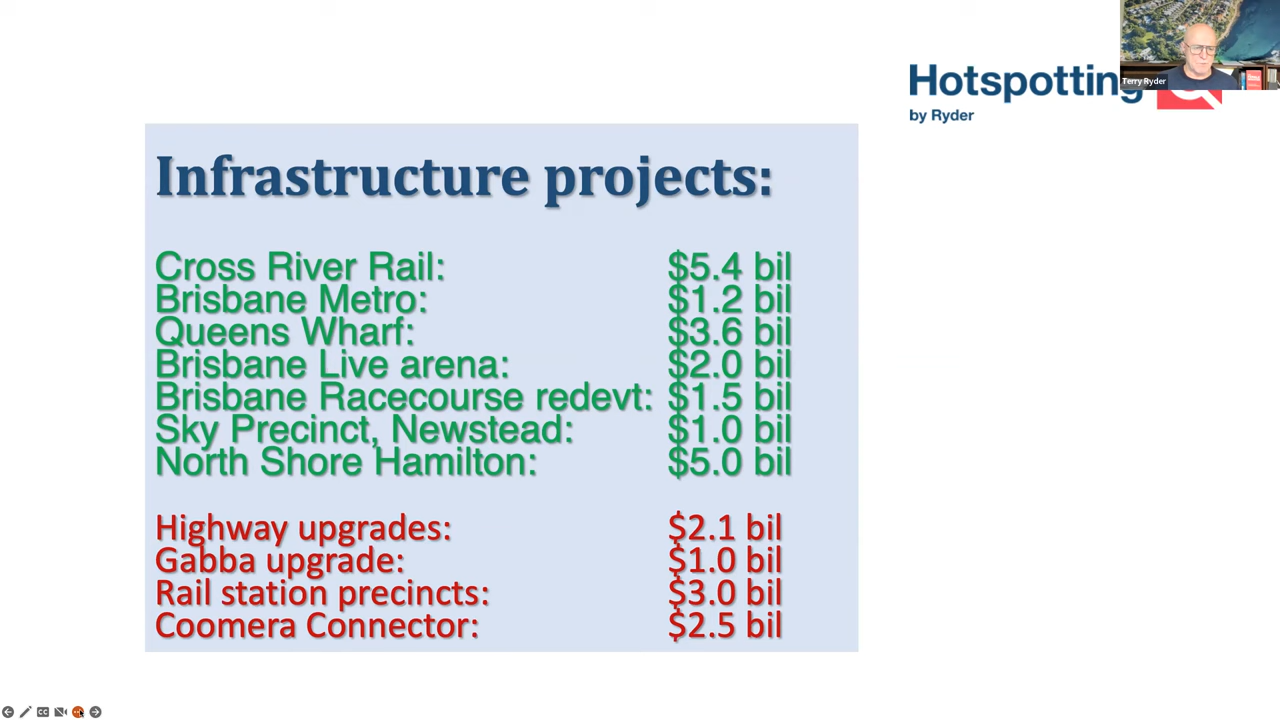 Terry Ryder
Hotspotting
by Ryder
Infrastructure projects:
Cross River Rail: $5.4 bil
Brisbane Metro: $1.2 bil
Queens Wharf: $3.6 bil
Brisbane Live arena: $2.0 bil
Brisbane Racecourse redevt: $1.5 bil
Sky Precinct, Newstead: $1.0 bil
North Shore Hamilton: $5.0 bil
Highway upgrades: $2.1 bil
Gabba upgrade: $1.0 bil
Rail station precincts: $3.0 bil
Coomera Connector: $2.5 bil
CC